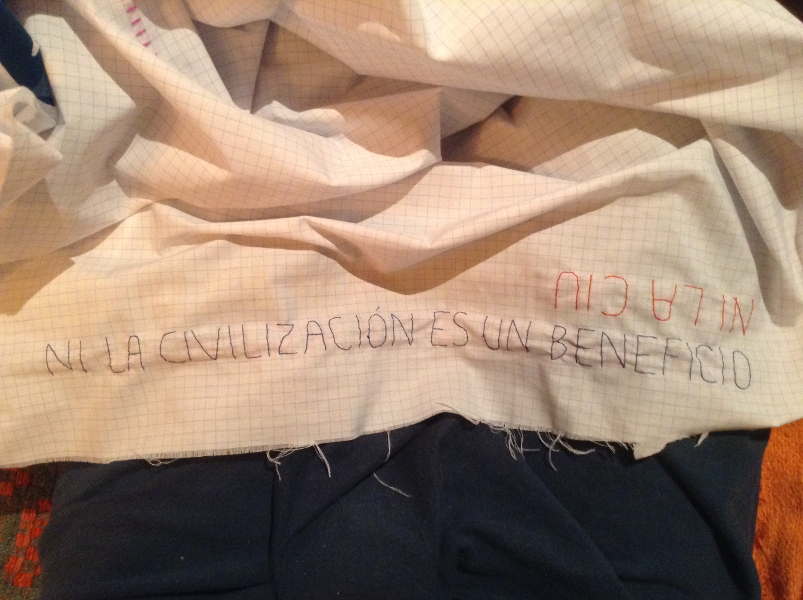 NI LA CIU
NI LA CIVILIZACIÓN ES UN BENEFICIO